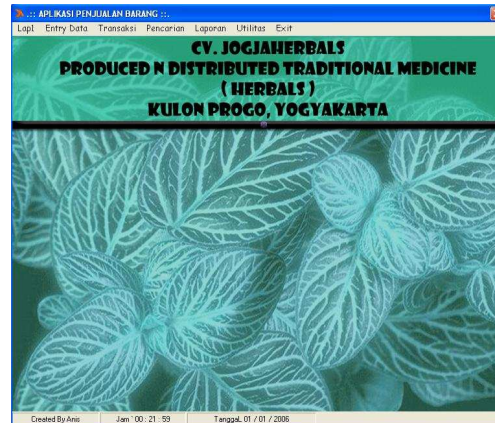 .:: APLIKASI PENJUALAN BARANG ::.
Lapl Entry Data Transaksi Pencarian Laporan Utilitas Exit
CV. JOGJAHERBALS
PRODUCED N DISTRIBUTED TRADITIONAL MEDICINE
( HERBALS )
KULON PROGO, YOGYAKARTA
Created By Anis Jam ' 00 : 21 : 59 Tanggal, 01 / 01 / 2006